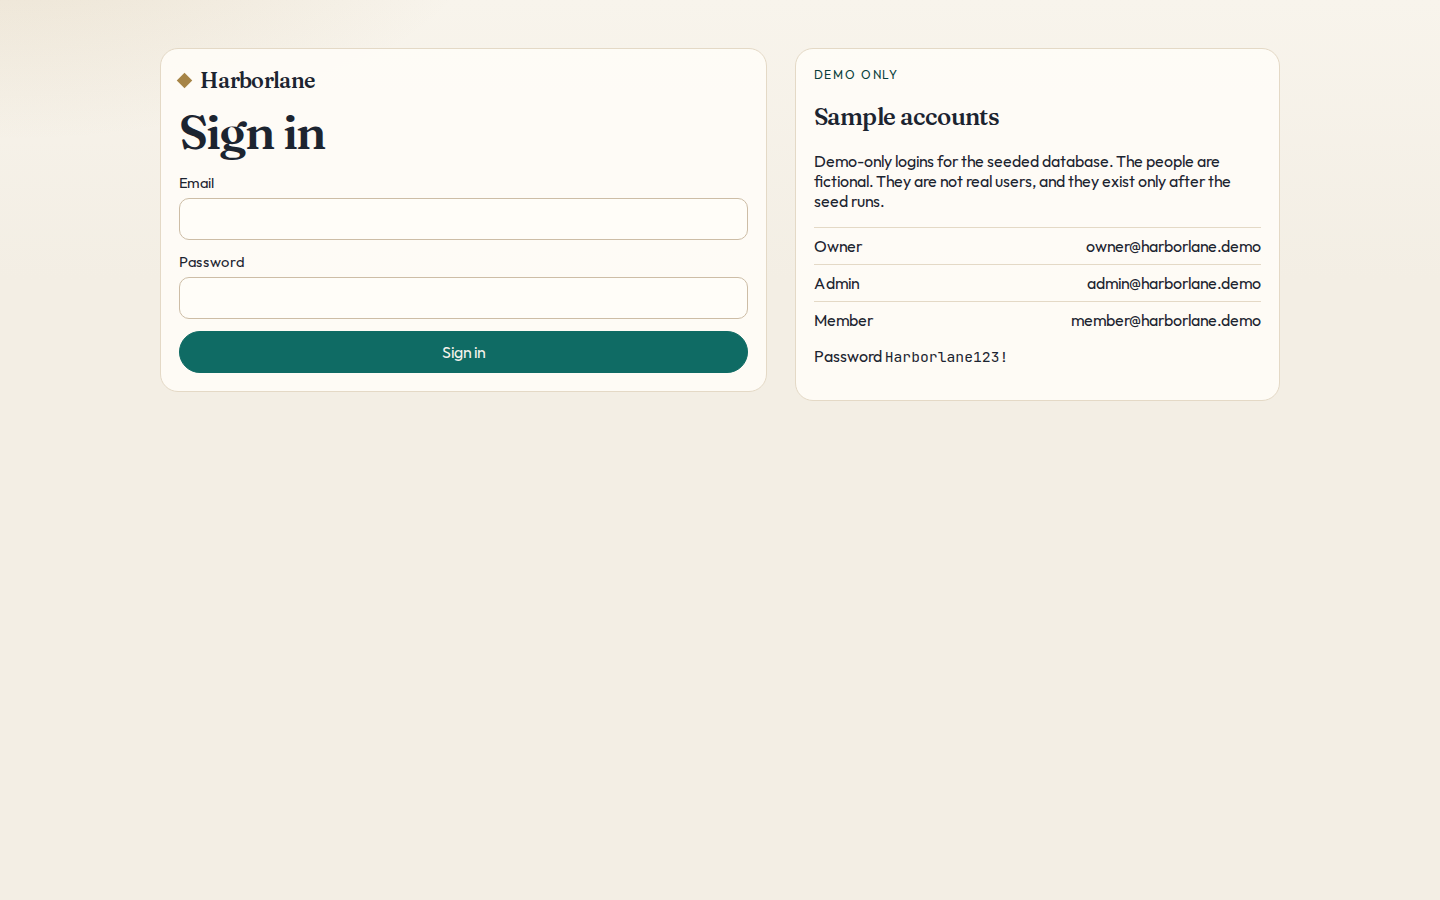 Harborlane
Sign in
Email
Password
Sign in
DEMO ONLY
Sample accounts
Demo-only logins for the seeded database. The people are
fictional. They are not real users, and they exist only after the
seed runs.
Owner owner@harborlane.demo
Admin admin@harborlane.demo
Member member@harborlane.demo
Password Harborlane123!